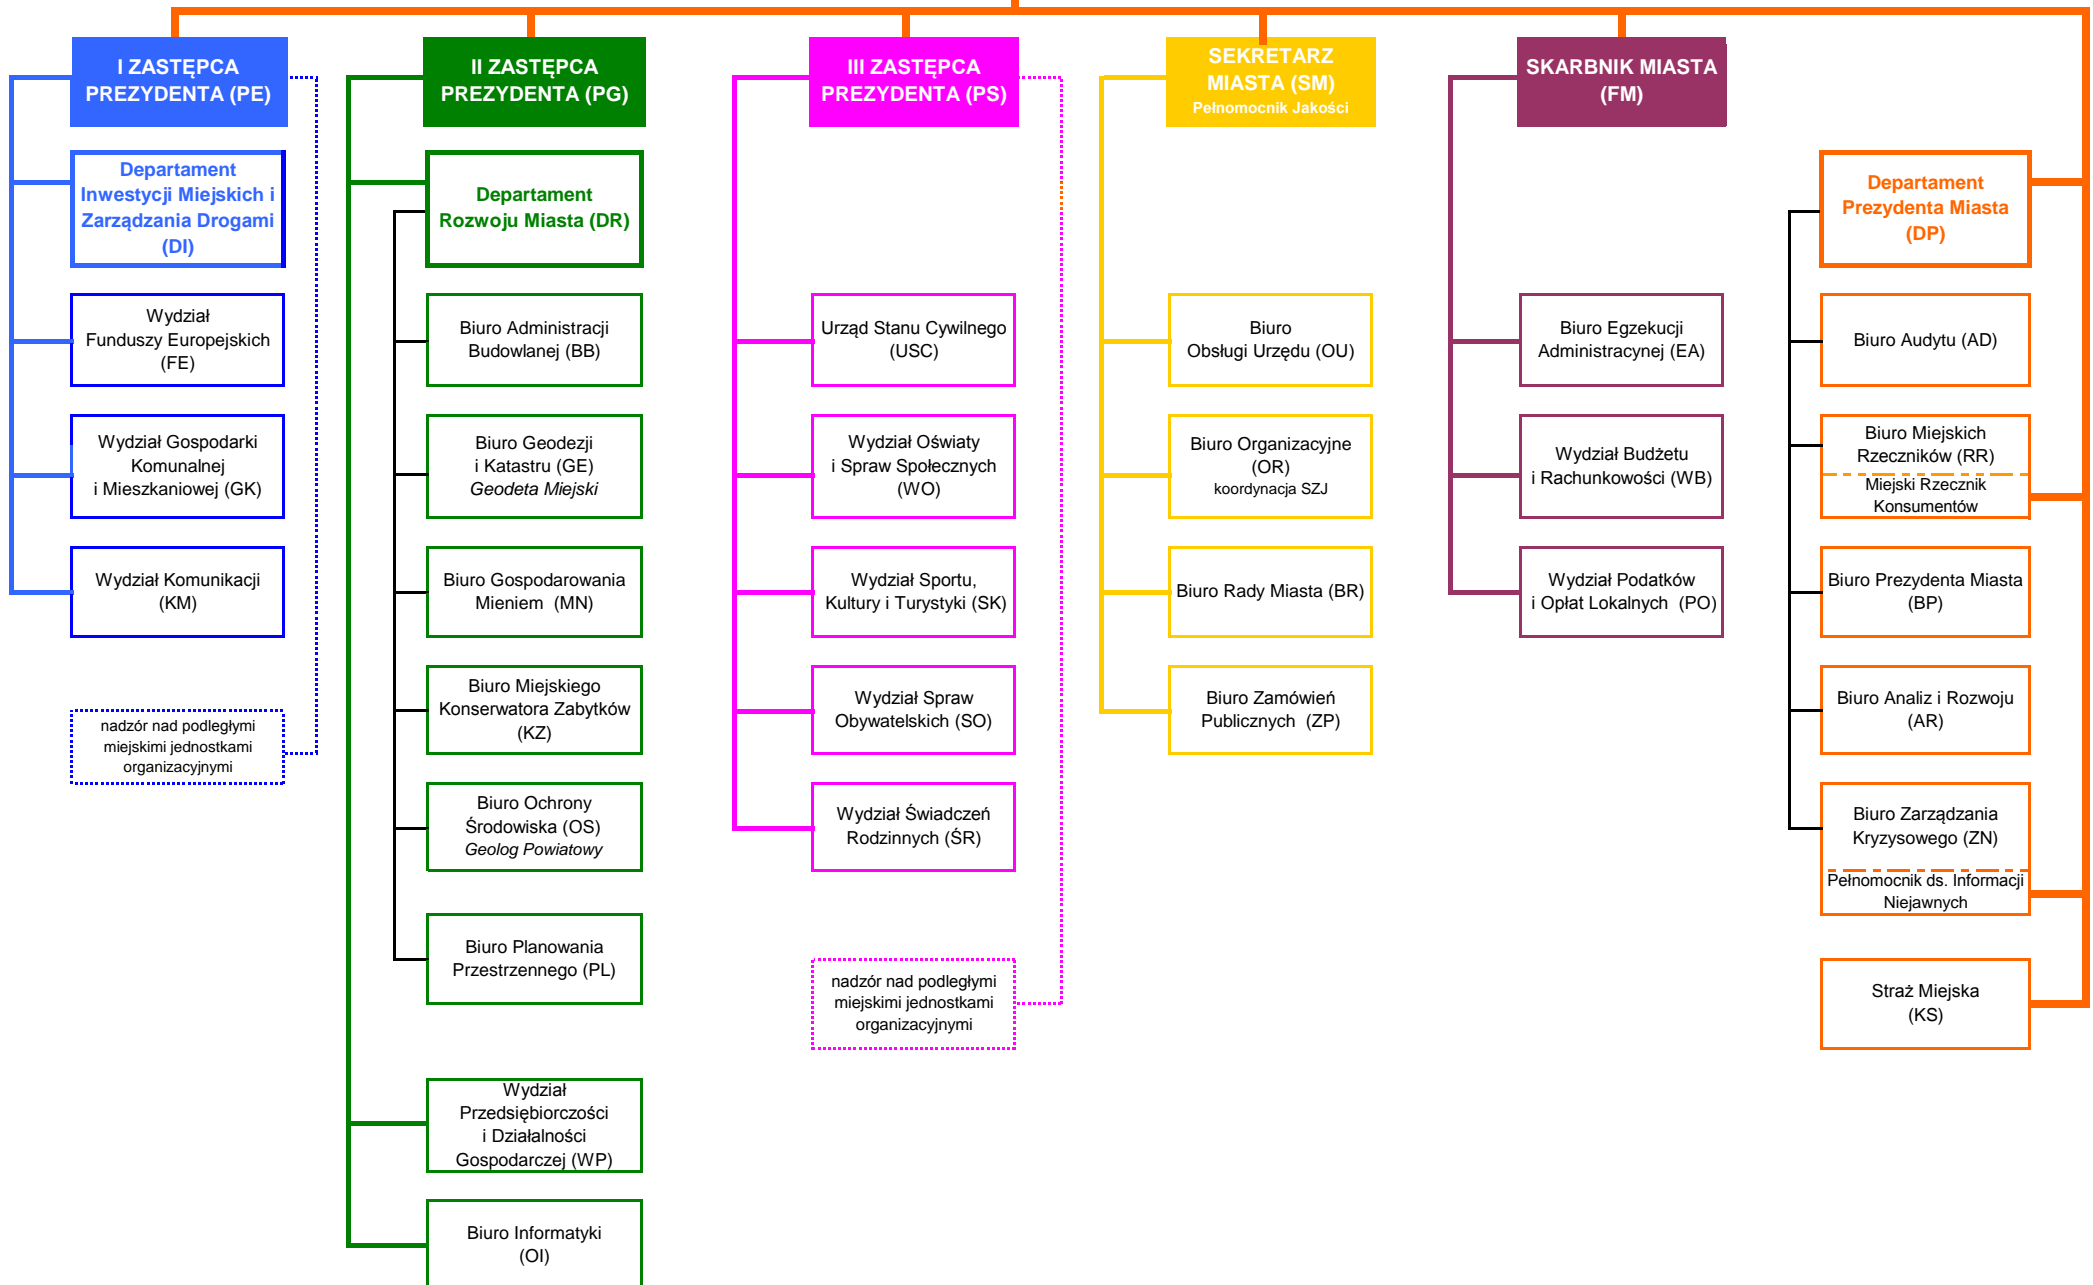 I ZASTĘPCA
PREZYDENTA (PE)
Departament
Inwestycji Miejskich i
Zarządzania Drogami
(DI)
Wydział
Funduszy Europejskich
(FE)
Wydział Gospodarki
Komunalnej
i Mieszkaniowej (GK)
Wydział Komunikacji
(KM)
nadzór nad podległymi
miejskimi jednostkami
organizacyjnymi
II ZASTĘPCA
PREZYDENTA (PG)
Departament
Rozwoju Miasta (DR)
Biuro Administracji
Budowlanej (BB)
Biuro Geodezji
i Katastru (GE)
Geodeta Miejski
Biuro Gospodarowania
Mieniem (MN)
Biuro Miejskiego
Konserwatora Zabytków
(KZ)
Biuro Ochrony
Środowiska (OS)
Geolog Powiatowy
Biuro Planowania
Przestrzennego (PL)
Wydział
Przedsiębiorczości
i Działalności
Gospodarczej (WP)
Biuro Informatyki
(OI)
III ZASTĘPCA
PREZYDENTA (PS)
Urząd Stanu Cywilnego
(USC)
Wydział Oświaty
i Spraw Społecznych
(WO)
Wydział Sportu,
Kultury i Turystyki (SK)
Wydział Spraw
Obywatelskich (SO)
Wydział Świadczeń
Rodzinnych (ŚR)
nadzór nad podległymi
miejskimi jednostkami
organizacyjnymi
SEKRETARZ
MIASTA (SM)
Pełnomocnik Jakości
Biuro
Obsługi Urzędu (OU)
Biuro Organizacyjne
(OR)
koordynacja SZJ
Biuro Rady Miasta (BR)
Biuro Zamówień
Publicznych (ZP)
SKARBNIK MIASTA
(FM)
Biuro Egzekucji
Administracynej (EA)
Wydział Budżetu
i Rachunkowości (WB)
Wydział Podatków
i Opłat Lokalnych (PO)
Departament
Prezydenta Miasta
(DP)
Biuro Audytu (AD)
Biuro Miejskich
Rzeczników (RR)
Miejski Rzecznik
Konsumentów
Biuro Prezydenta Miasta
(BP)
Biuro Analiz i Rozwoju
(AR)
Biuro Zarządzania
Kryzysowego (ZN)
Pełnomocnik ds. Informacji
Niejawnych
Straż Miejska
(KS)